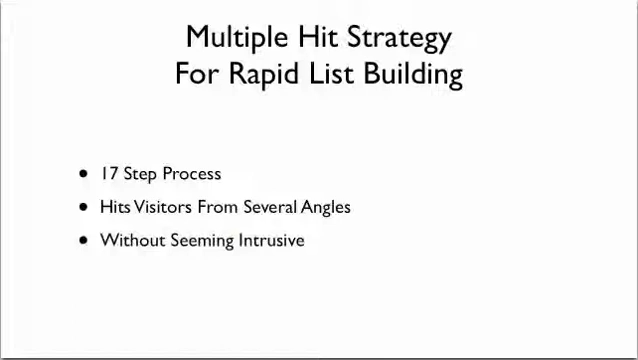 Multiple Hit Strategy
For Rapid List Building
• 17 Step Process
• Hits Visitors From Several Angles
• Without Seeming Intrusive